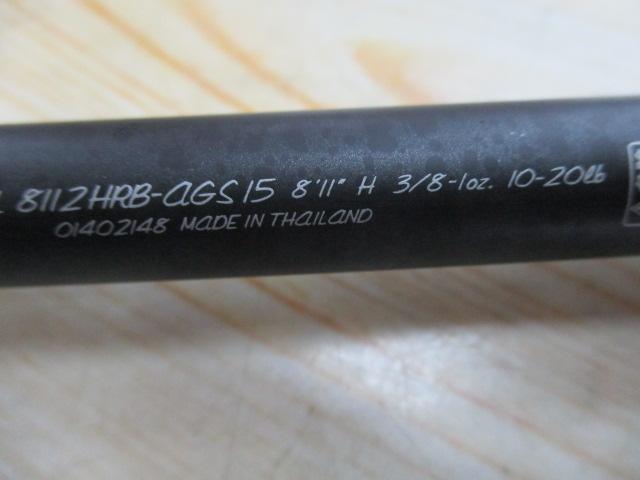 8112HRB-AGS15 8'11" H 3/8-1oz. 10-20lb
01402148 MADE IN THAILAND